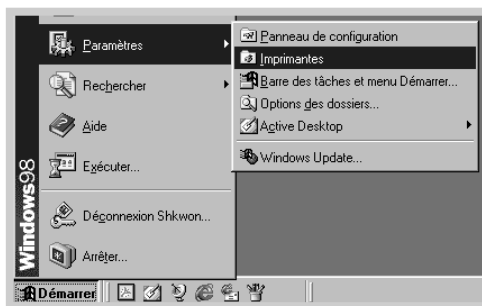 Paramètres
Rechercher
Aide
Exécuter...
Déconnexion Shkwon...
Arrêter...
Windows98
Démarrer
Panneau de configuration
Imprimantes
Barre des tâches et menu Démarrer...
Options des dossiers...
Active Desktop
Windows Update...